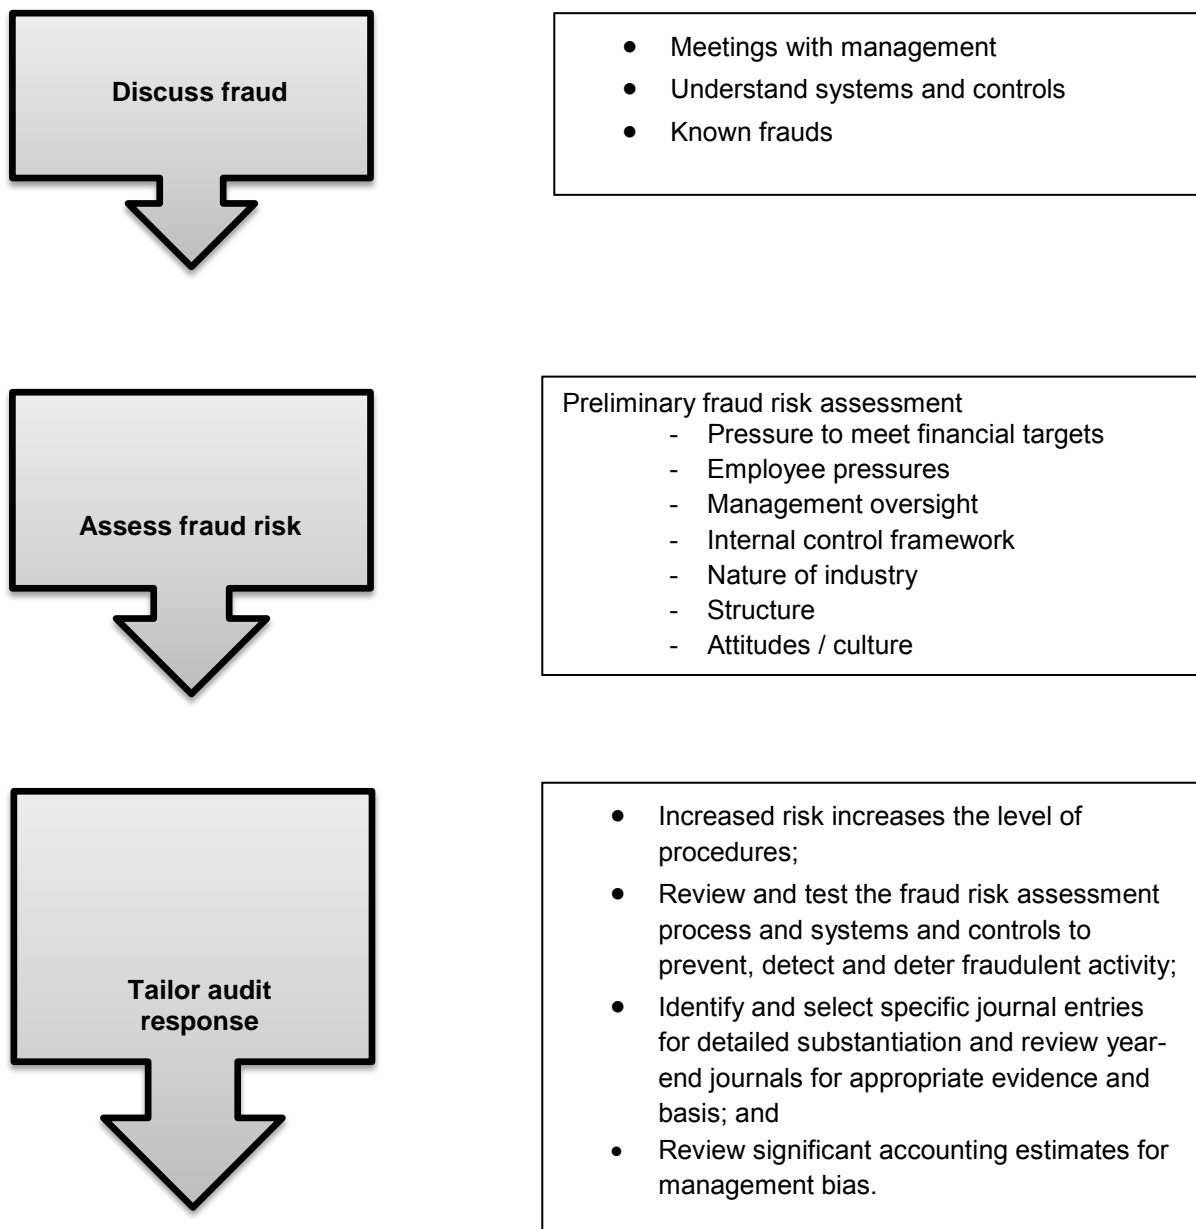 Discuss fraud
● Meetings with management
● Understand systems and controls
● Known frauds
Assess fraud risk
Preliminary fraud risk assessment
- Pressure to meet financial targets
- Employee pressures
- Management oversight
- Internal control framework
- Nature of industry
- Structure
- Attitudes / culture
Tailor audit
response
● Increased risk increases the level of
procedures;
● Review and test the fraud risk assessment
process and systems and controls to
prevent, detect and deter fraudulent activity;
● Identify and select specific journal entries
for detailed substantiation and review year-
end journals for appropriate evidence and
basis; and
● Review significant accounting estimates for
management bias.